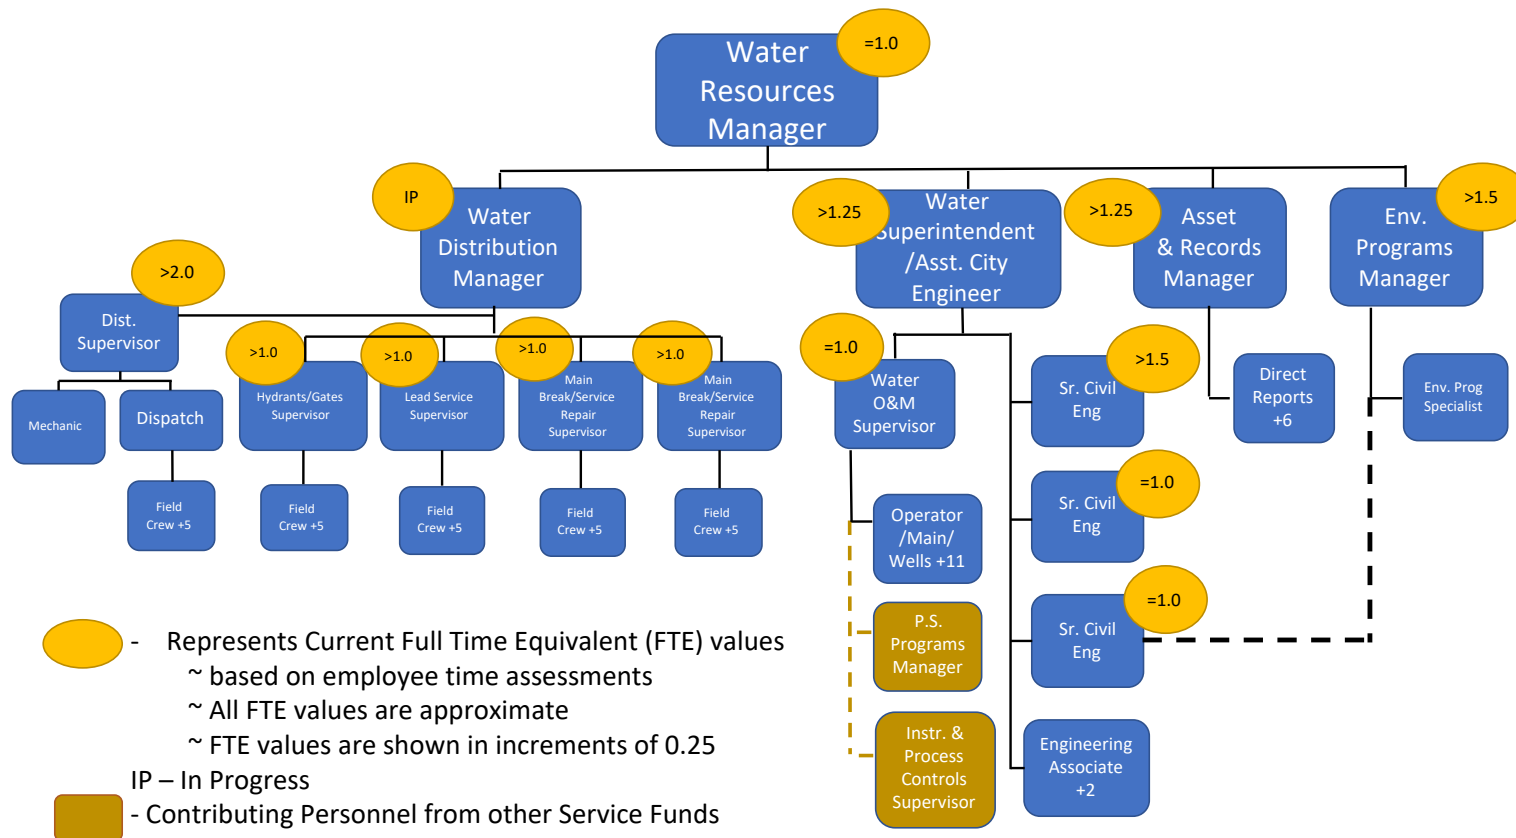 =1.0
Water
Resources
Manager
IP
Water
Distribution
Manager
>1.25
Water
Superintendent
/Asst. City
Engineer
>1.25
Asset
& Records
Manager
>1.5
Env.
Programs
Manager
>2.0
Dist.
Supervisor
Mechanic
Dispatch
Field
Crew +5
>1.0
Hydrants/Gates
Supervisor
Field
Crew +5
>1.0
Lead Service
Supervisor
Field
Crew +5
>1.0
Main
Break/Service
Repair
Supervisor
Field
Crew +5
>1.0
Main
Break/Service
Repair
Supervisor
Field
Crew +5
=1.0
Water
O&M
Supervisor
Operator
/Main/
Wells +11
P.S.
Programs
Manager
Instr. &
Process
Controls
Supervisor
>1.5
Sr. Civil
Eng
=1.0
Sr. Civil
Eng
=1.0
Sr. Civil
Eng
Engineering
Associate
+2
Direct
Reports
+6
Env. Prog
Specialist
- Represents Current Full Time Equivalent (FTE) values
~ based on employee time assessments
~ All FTE values are approximate
~ FTE values are shown in increments of 0.25
IP – In Progress
- Contributing Personnel from other Service Funds